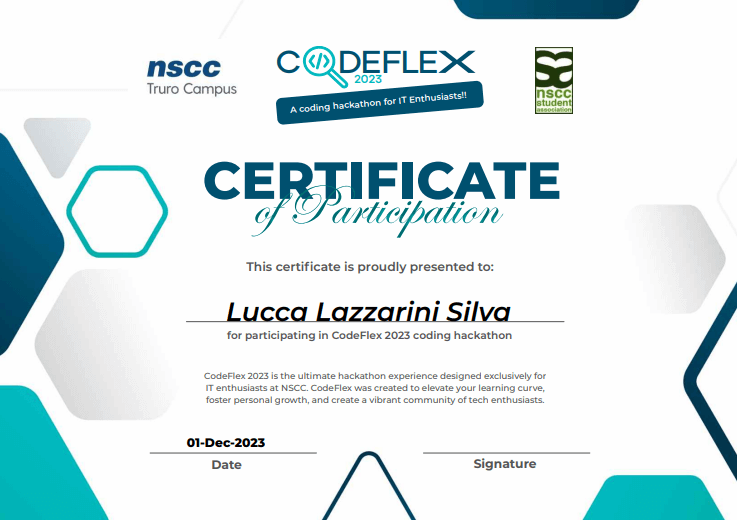 nscc
Truro Campus
CODEFLEX
2023
A coding hackathon for IT Enthusiasts!!
nscc
student
association
CERTIFICATE
of Participation
This certificate is proudly presented to:
Lucca Lazzarini Silva
for participating in CodeFlex 2023 coding hackathon
CodeFlex 2023 is the ultimate hackathon experience designed exclusively for
IT enthusiasts at NSCC. CodeFlex was created to elevate your learning curve,
foster personal growth, and create a vibrant community of tech enthusiasts.
01-Dec-2023
Date
Signature